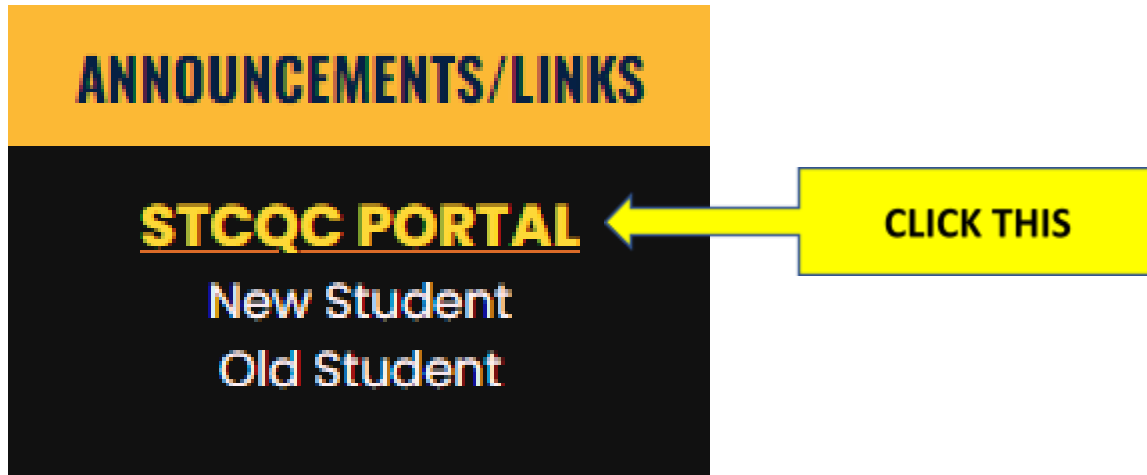 ANNOUNCEMENTS/LINKS
STCQC PORTAL
CLICK THIS
New Student
Old Student